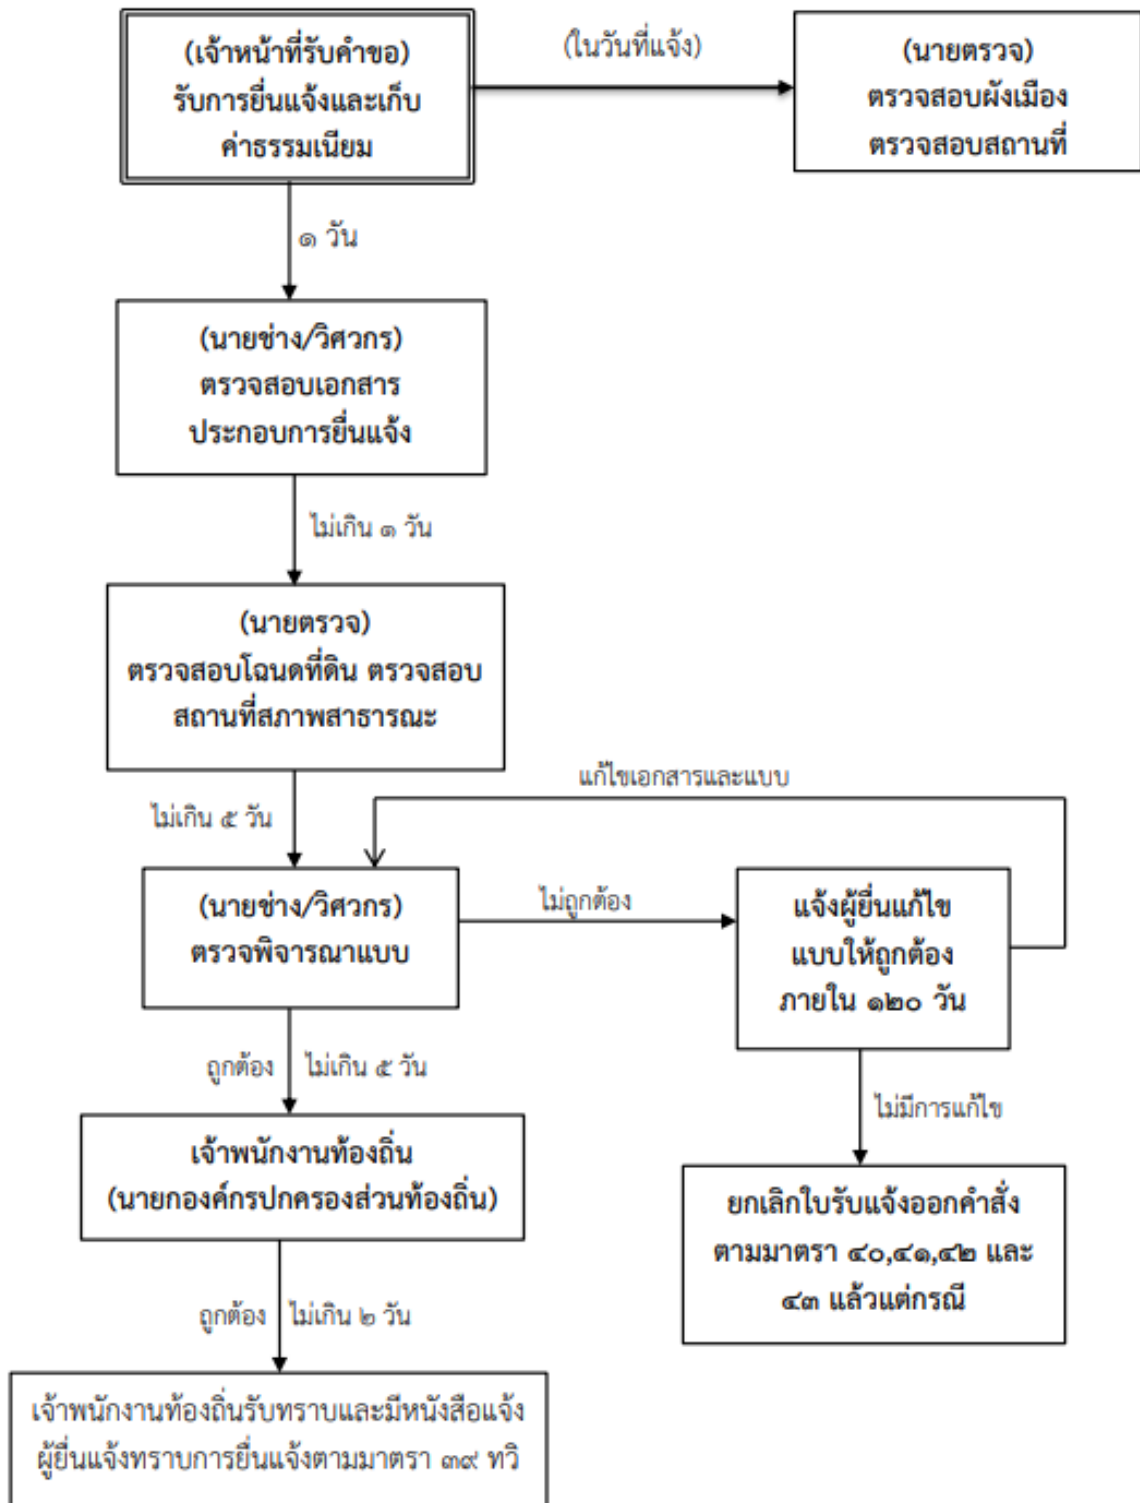 (เจ้าหน้าที่รับคำขอ)
รับการยื่นแจ้งและเก็บ
ค่าธรรมเนียม
(ในวันที่แจ้ง)
(นายตรวจ)
ตรวจสอบผังเมือง
ตรวจสอบสถานที่
๑ วัน
(นายช่าง/วิศวกร)
ตรวจสอบเอกสาร
ประกอบการยื่นแจ้ง
ไม่เกิน ๑ วัน
(นายตรวจ)
ตรวจสอบโฉนดที่ดิน ตรวจสอบ
สถานที่สภาพสาธารณะ
ไม่เกิน ๕ วัน
แก้ไขเอกสารและแบบ
(นายช่าง/วิศวกร)
ตรวจพิจารณาแบบ
ไม่ถูกต้อง
แจ้งผู้ยื่นแก้ไข
แบบให้ถูกต้อง
ภายใน ๑๒๐ วัน
ถูกต้อง ไม่เกิน ๕ วัน
ไม่มีการแก้ไข
เจ้าพนักงานท้องถิ่น
(นายกองค์กรปกครองส่วนท้องถิ่น)
ยกเลิกใบรับแจ้งออกคำสั่ง
ตามมาตรา ๔๐,๔๑,๔๒ และ
๔๓ แล้วแต่กรณี
ถูกต้อง ไม่เกิน ๒ วัน
เจ้าพนักงานท้องถิ่นรับทราบและมีหนังสือแจ้ง
ผู้ยื่นแจ้งทราบการยื่นแจ้งตามมาตรา ๓๙ ทวิ